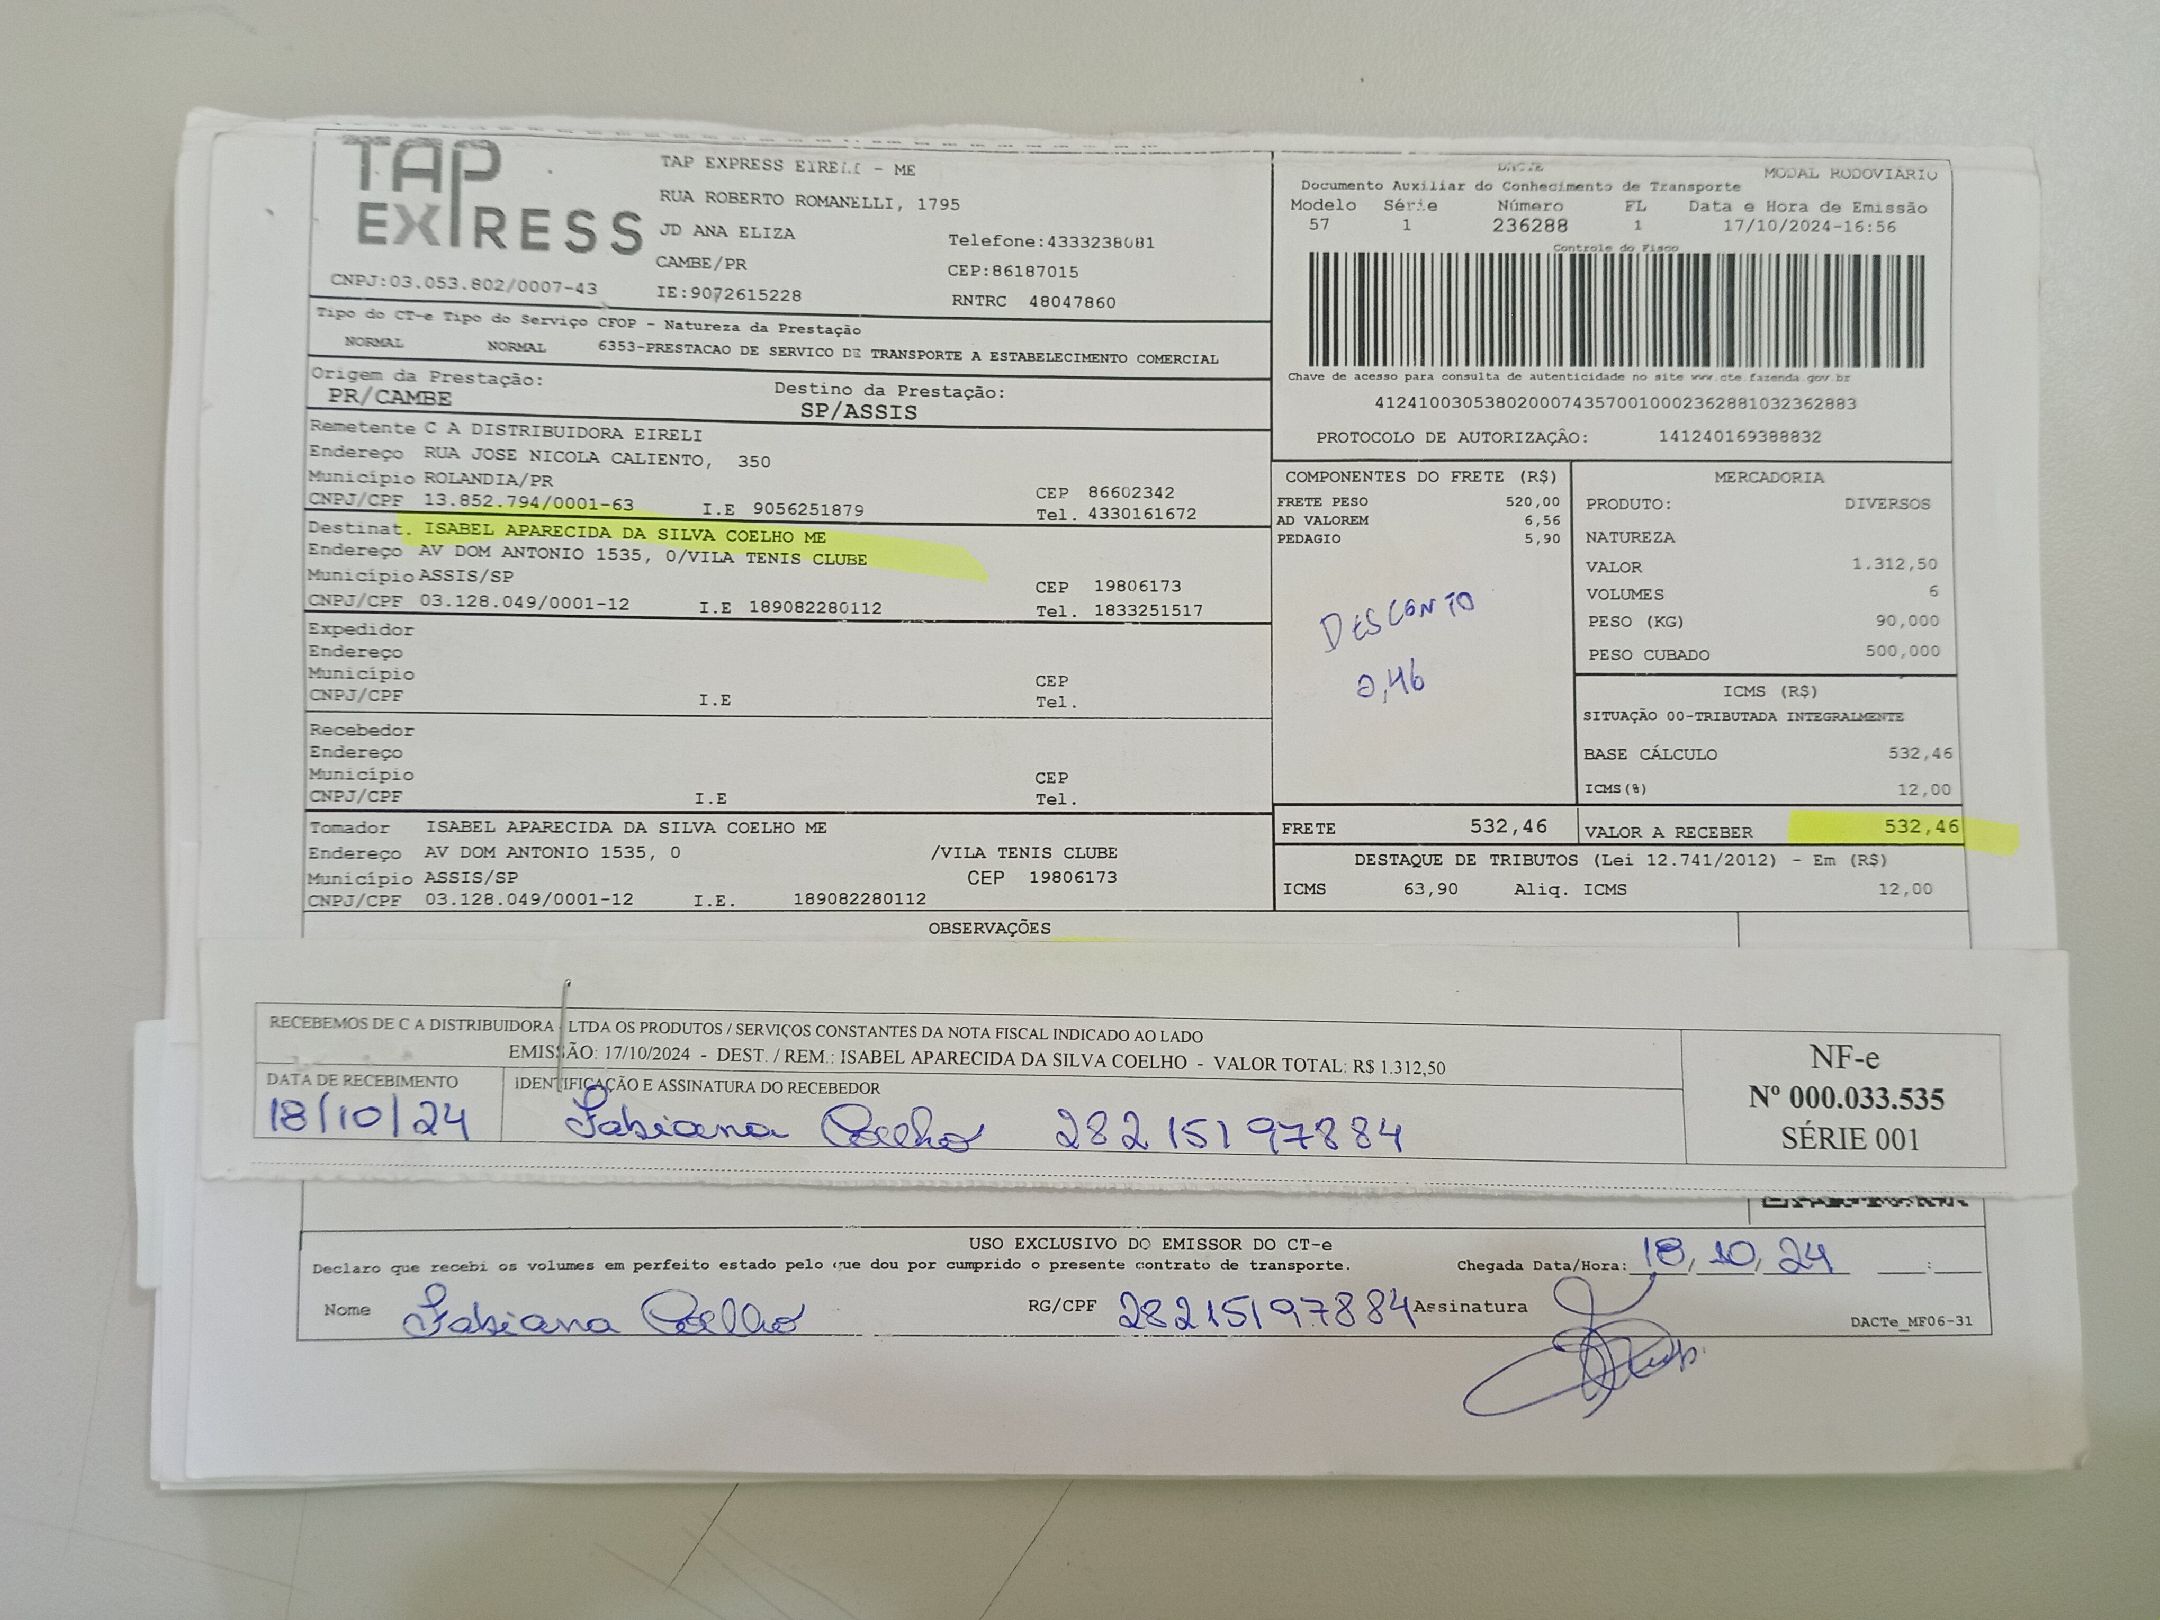 TAP EXPRESS
CNPJ:03.053.802/0007-43
TAP EXPRESS EIRELI - ME
RUA ROBERTO ROMANELLI, 1795
JD ANA ELIZA Telefone:4333238081
CAMBE/PR CEP:86187015
IE:9072615228 RNTRC 48047860
Tipo do CT-e Tipo do Serviço CFOP - Natureza da Prestação
NORMAL NORMAL 6353-PRESTACAO DE SERVICO DE TRANSPORTE A ESTABELECIMENTO COMERCIAL
Origem da Prestação: Destino da Prestação:
PR/CAMBE SP/ASSIS
Remetente C A DISTRIBUIDORA EIRELI
Endereço RUA JOSE NICOLA CALIENTO, 350
Município ROLANDIA/PR CEP 86602342
CNPJ/CPF 13.852.794/0001-63 I.E 9056251879 Tel. 4330161672
Destinat. ISABEL APARECIDA DA SILVA COELHO ME
Endereço AV DOM ANTONIO 1535, 0/VILA TENIS CLUBE
Município ASSIS/SP CEP 19806173
CNPJ/CPF 03.128.049/0001-12 I.E 189082280112 Tel. 1833251517
Expedidor
Endereço
Município CEP
CNPJ/CPF I.E Tel.
Recebedor
Endereço
Município CEP
CNPJ/CPF I.E Tel.
Tomador ISABEL APARECIDA DA SILVA COELHO ME
Endereço AV DOM ANTONIO 1535, 0 /VILA TENIS CLUBE
Município ASSIS/SP CEP 19806173
CNPJ/CPF 03.128.049/0001-12 I.E. 189082280112
DACTE MODAL RODOVIÁRIO
Documento Auxiliar do Conhecimento de Transporte
Modelo Série Número FL Data e Hora de Emissão
57 1 236288 1 17/10/2024-16:56
Controle do Fisco
Chave de acesso para consulta de autenticidade no site www.cte.fazenda.gov.br
41241003053802000743570010002362881032362883
PROTOCOLO DE AUTORIZAÇÃO: 141240169388832
COMPONENTES DO FRETE (R$)
FRETE PESO 520,00
AD VALOREM 6,56
PEDAGIO 5,90
DESCONTO
2,46
MERCADORIA
PRODUTO: DIVERSOS
NATUREZA
VALOR 1.312,50
VOLUMES 6
PESO (KG) 90,000
PESO CUBADO 500,000
ICMS (R$)
SITUAÇÃO 00-TRIBUTADA INTEGRALMENTE
BASE CÁLCULO 532,46
ICMS(%) 12,00
FRETE 532,46 VALOR A RECEBER 532,46
DESTAQUE DE TRIBUTOS (Lei 12.741/2012) - Em (R$)
ICMS 63,90 Aliq. ICMS 12,00
OBSERVAÇÕES
RECEBEMOS DE C A DISTRIBUIDORA LTDA OS PRODUTOS / SERVIÇOS CONSTANTES DA NOTA FISCAL INDICADO AO LADO
EMISSÃO: 17/10/2024 - DEST. / REM.: ISABEL APARECIDA DA SILVA COELHO - VALOR TOTAL: R$ 1.312,50
DATA DE RECEBIMENTO IDENTIFICAÇÃO E ASSINATURA DO RECEBEDOR
18/10/24 Fabiana Coelho 28215197884
NF-e
Nº 000.033.535
SÉRIE 001
USO EXCLUSIVO DO EMISSOR DO CT-e
Declaro que recebi os volumes em perfeito estado pelo que dou por cumprido o presente contrato de transporte. Chegada Data/Hora: 18, 10, 24 :
Nome Fabiana Coelho RG/CPF 28215197884 Assinatura
DACTe_MF06-31